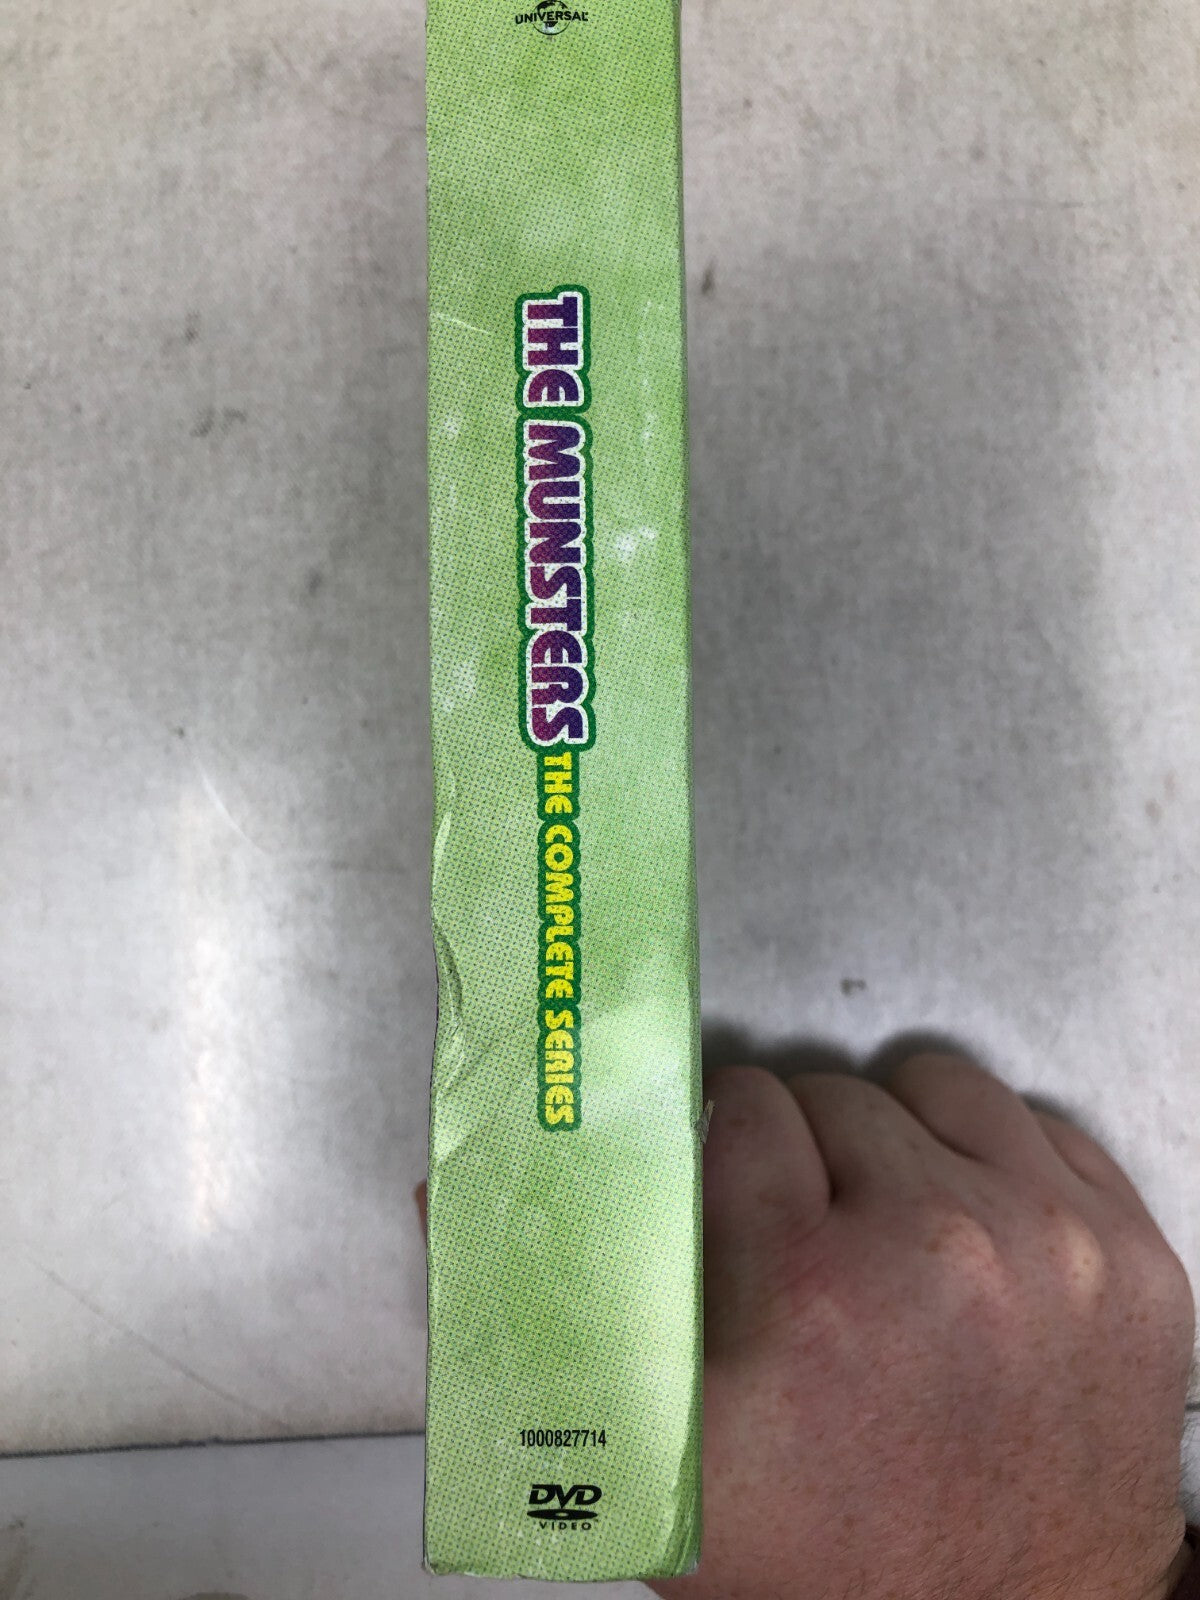 UNIVERSAL
THE MUNSTERS
THE COMPLETE SERIES
1000827714
DVD
VIDEO